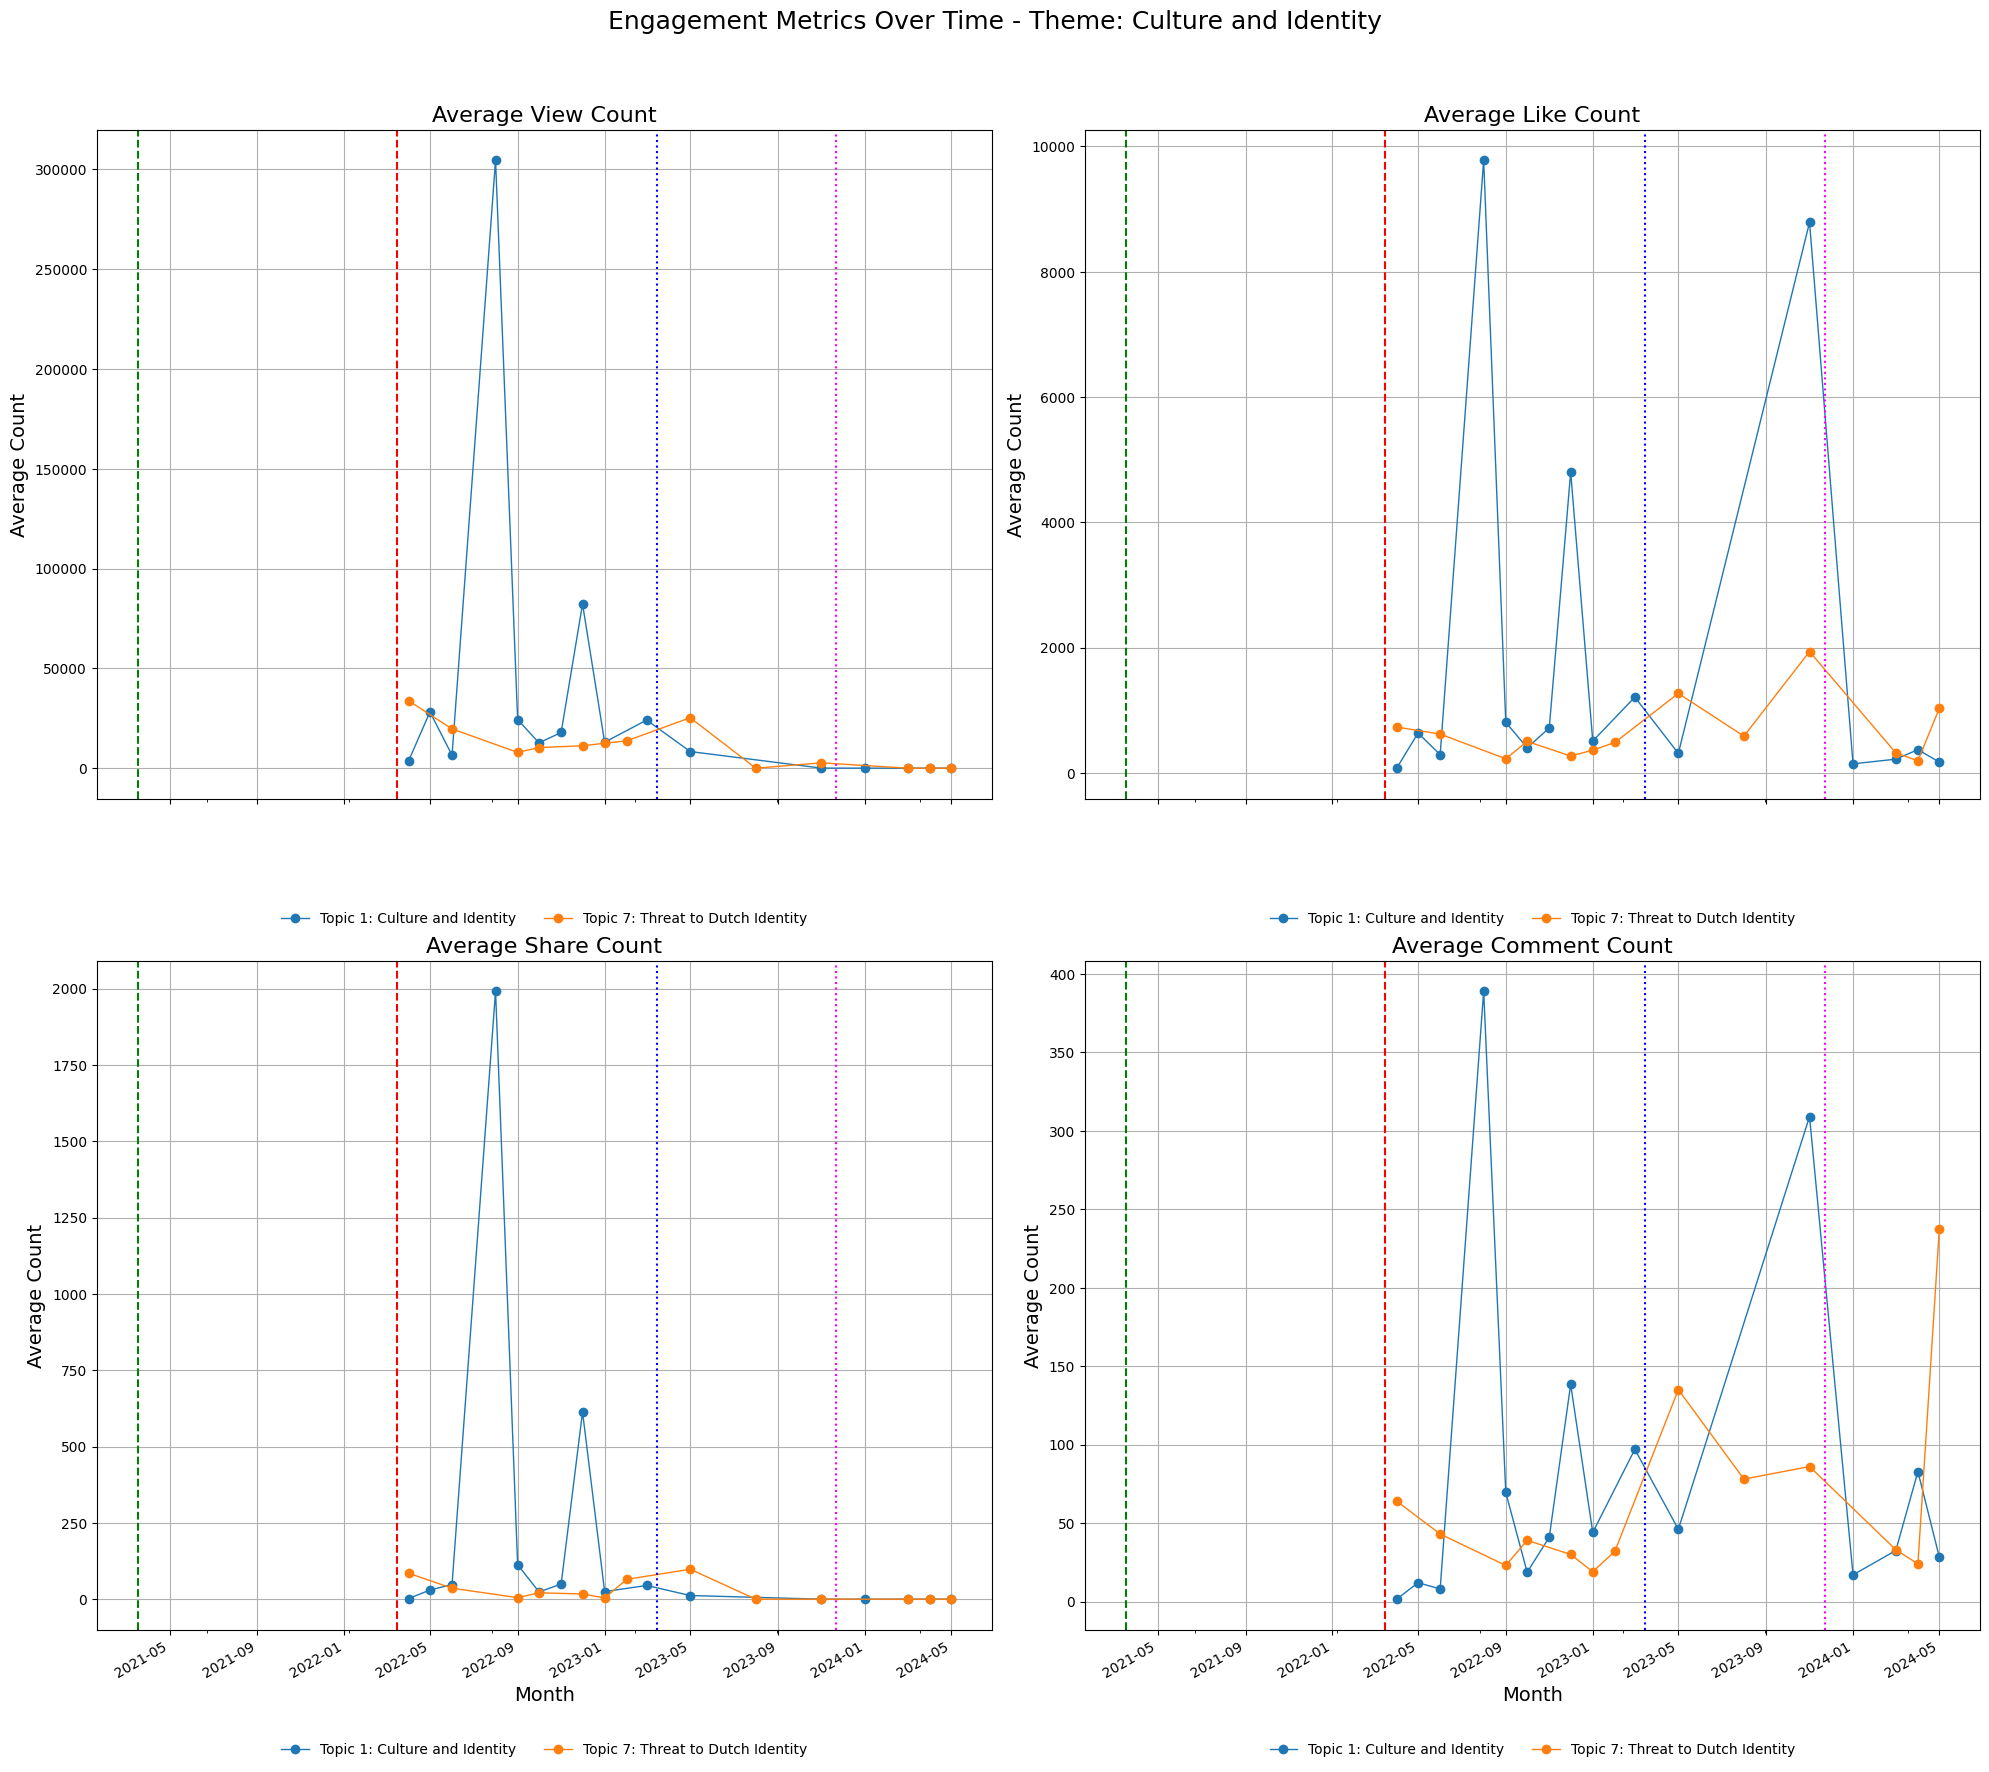 Engagement Metrics Over Time - Theme: Culture and Identity
Average View Count
Average Count
300000
250000
200000
150000
100000
50000
0
Topic 1: Culture and Identity
Topic 7: Threat to Dutch Identity
Average Like Count
Average Count
10000
8000
6000
4000
2000
0
Topic 1: Culture and Identity
Topic 7: Threat to Dutch Identity
Average Share Count
Average Count
2000
1750
1500
1250
1000
750
500
250
0
2021-05
2021-09
2022-01
2022-05
2022-09
2023-01
2023-05
2023-09
2024-01
2024-05
Month
Topic 1: Culture and Identity
Topic 7: Threat to Dutch Identity
Average Comment Count
Average Count
400
350
300
250
200
150
100
50
0
2021-05
2021-09
2022-01
2022-05
2022-09
2023-01
2023-05
2023-09
2024-01
2024-05
Month
Topic 1: Culture and Identity
Topic 7: Threat to Dutch Identity